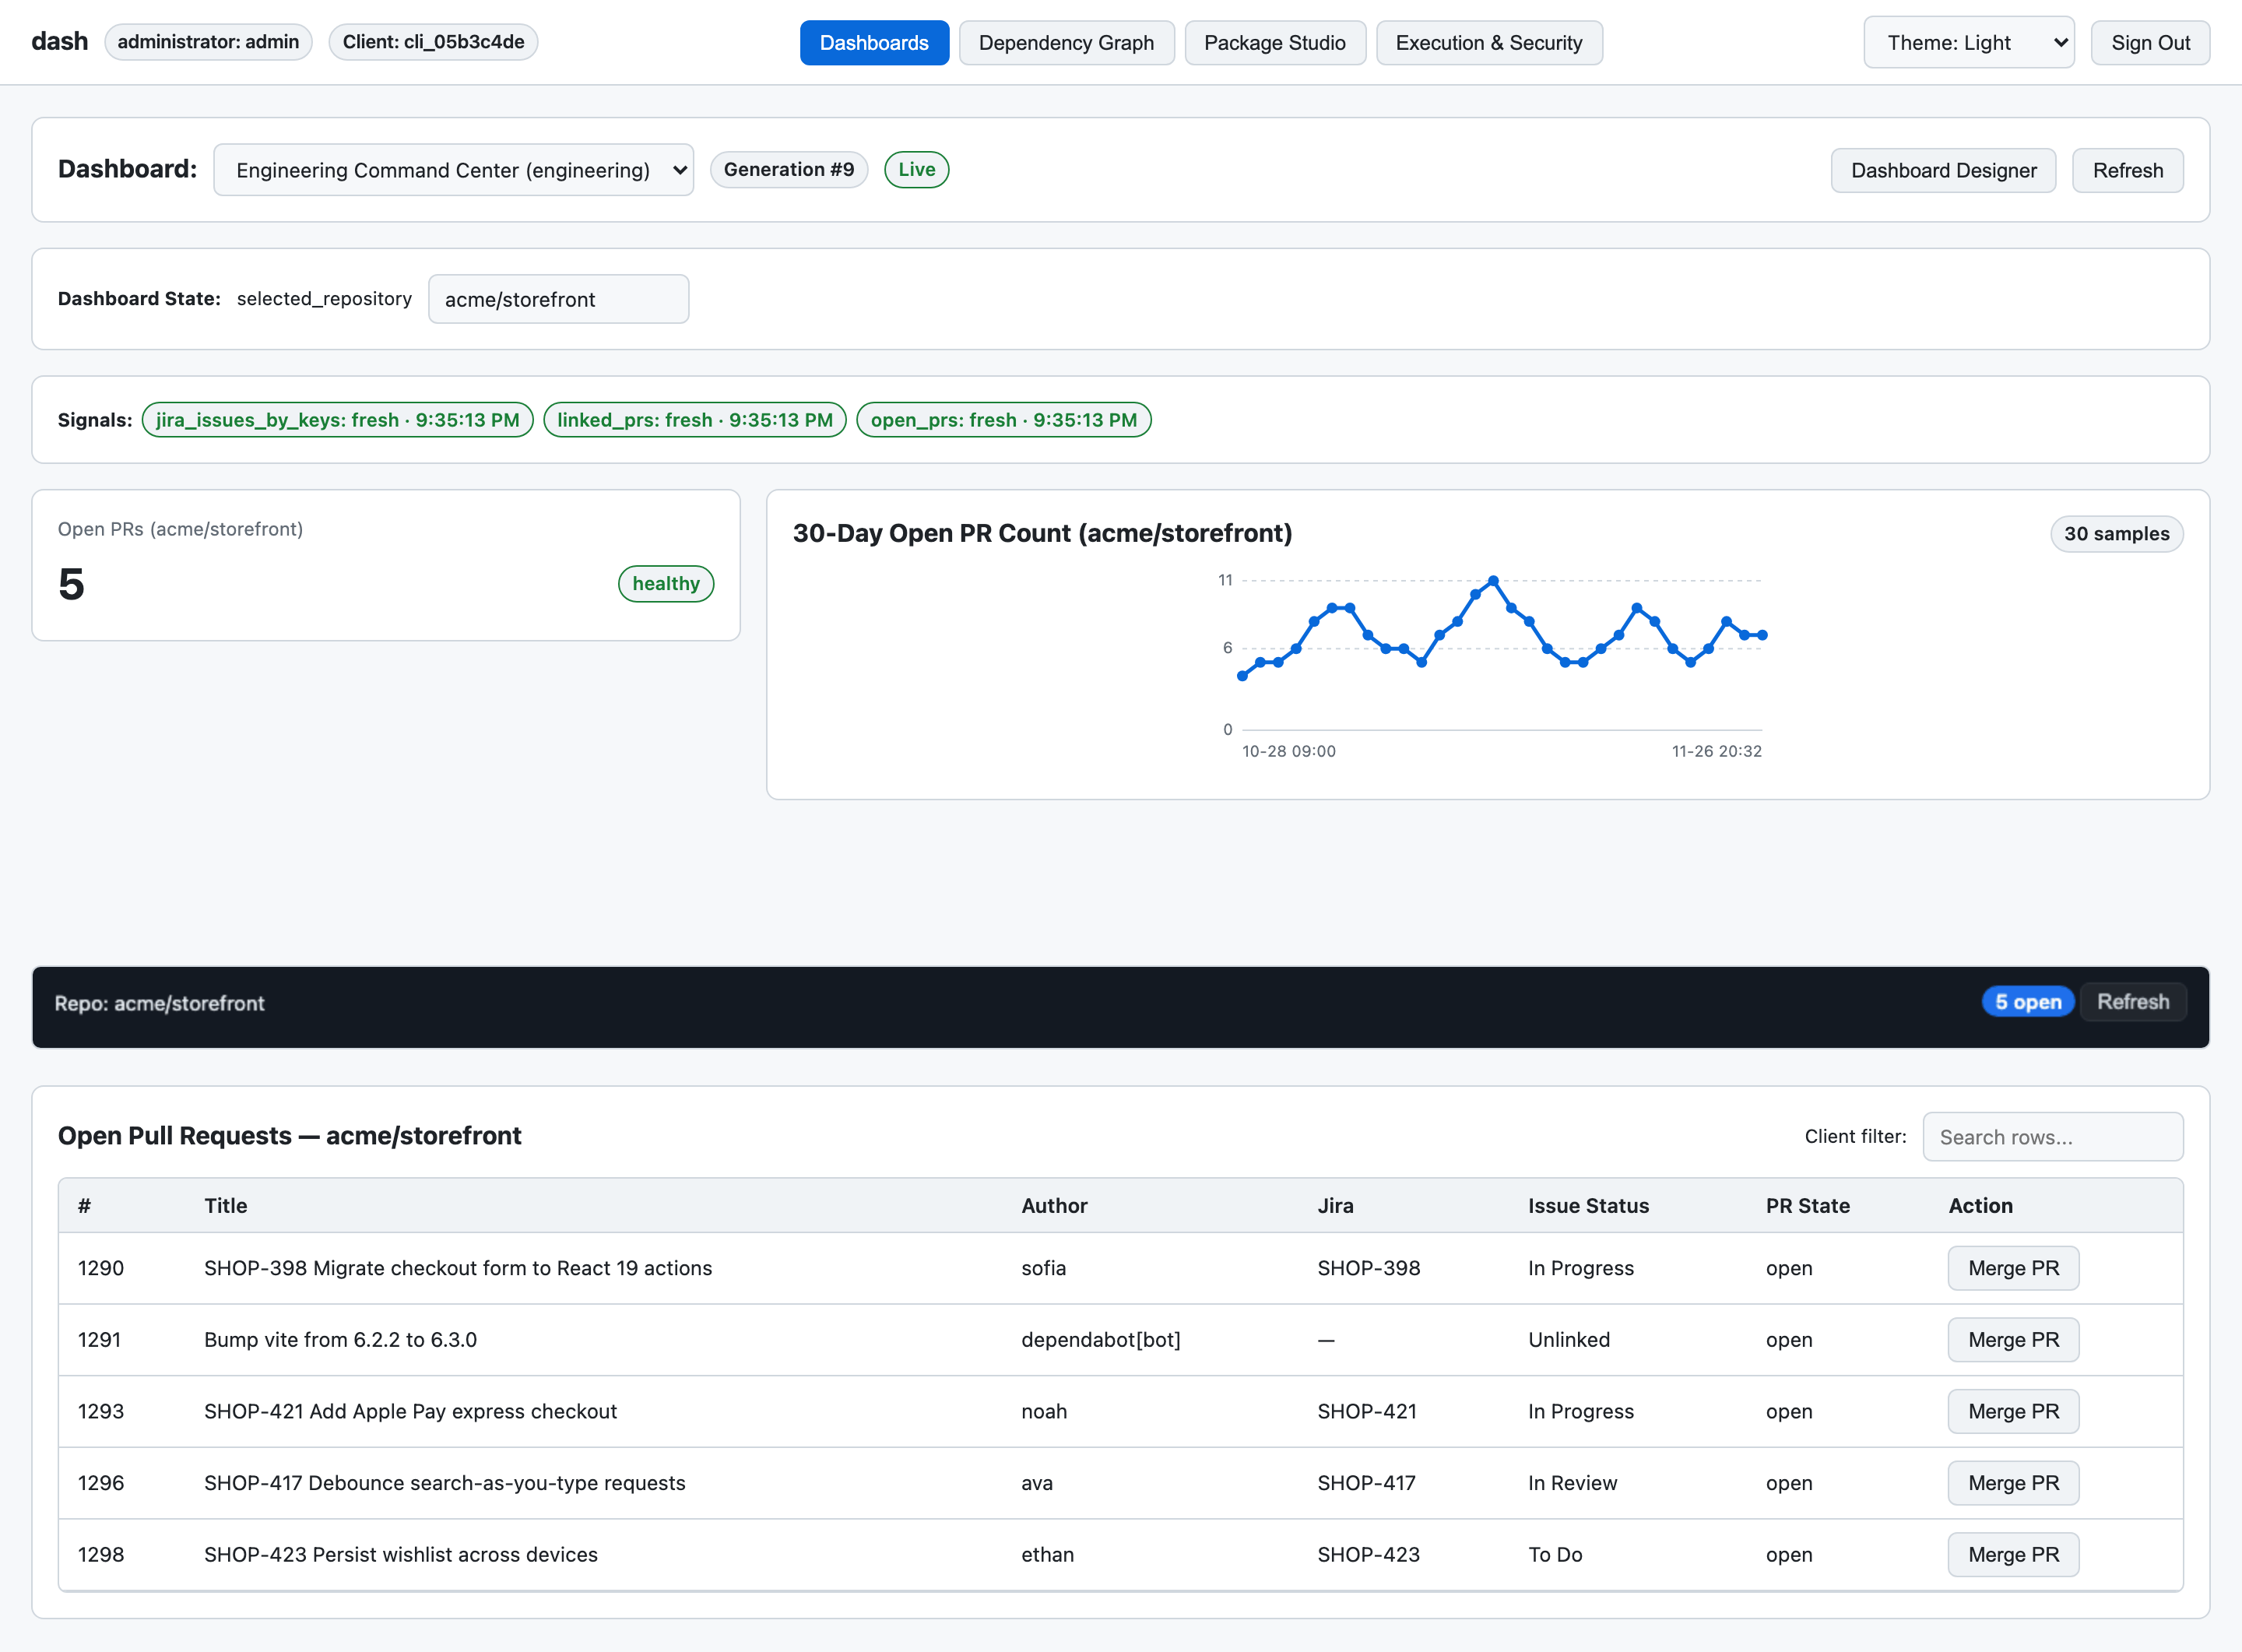 dash administrator: admin Client: cli_05b3c4de Dashboards Dependency Graph Package Studio Execution & Security Theme: Light Sign Out
Dashboard: Engineering Command Center (engineering) Generation #9 Live Dashboard Designer Refresh
Dashboard State: selected_repository acme/storefront
Signals: jira_issues_by_keys: fresh · 9:35:13 PM linked_prs: fresh · 9:35:13 PM open_prs: fresh · 9:35:13 PM
Open PRs (acme/storefront)
5 healthy
30-Day Open PR Count (acme/storefront) 30 samples
11
6
0
10-28 09:00 11-26 20:32
Repo: acme/storefront 5 open Refresh
Open Pull Requests — acme/storefront Client filter: Search rows...
# Title Author Jira Issue Status PR State Action
1290 SHOP-398 Migrate checkout form to React 19 actions sofia SHOP-398 In Progress open Merge PR
1291 Bump vite from 6.2.2 to 6.3.0 dependabot[bot] — Unlinked open Merge PR
1293 SHOP-421 Add Apple Pay express checkout noah SHOP-421 In Progress open Merge PR
1296 SHOP-417 Debounce search-as-you-type requests ava SHOP-417 In Review open Merge PR
1298 SHOP-423 Persist wishlist across devices ethan SHOP-423 To Do open Merge PR